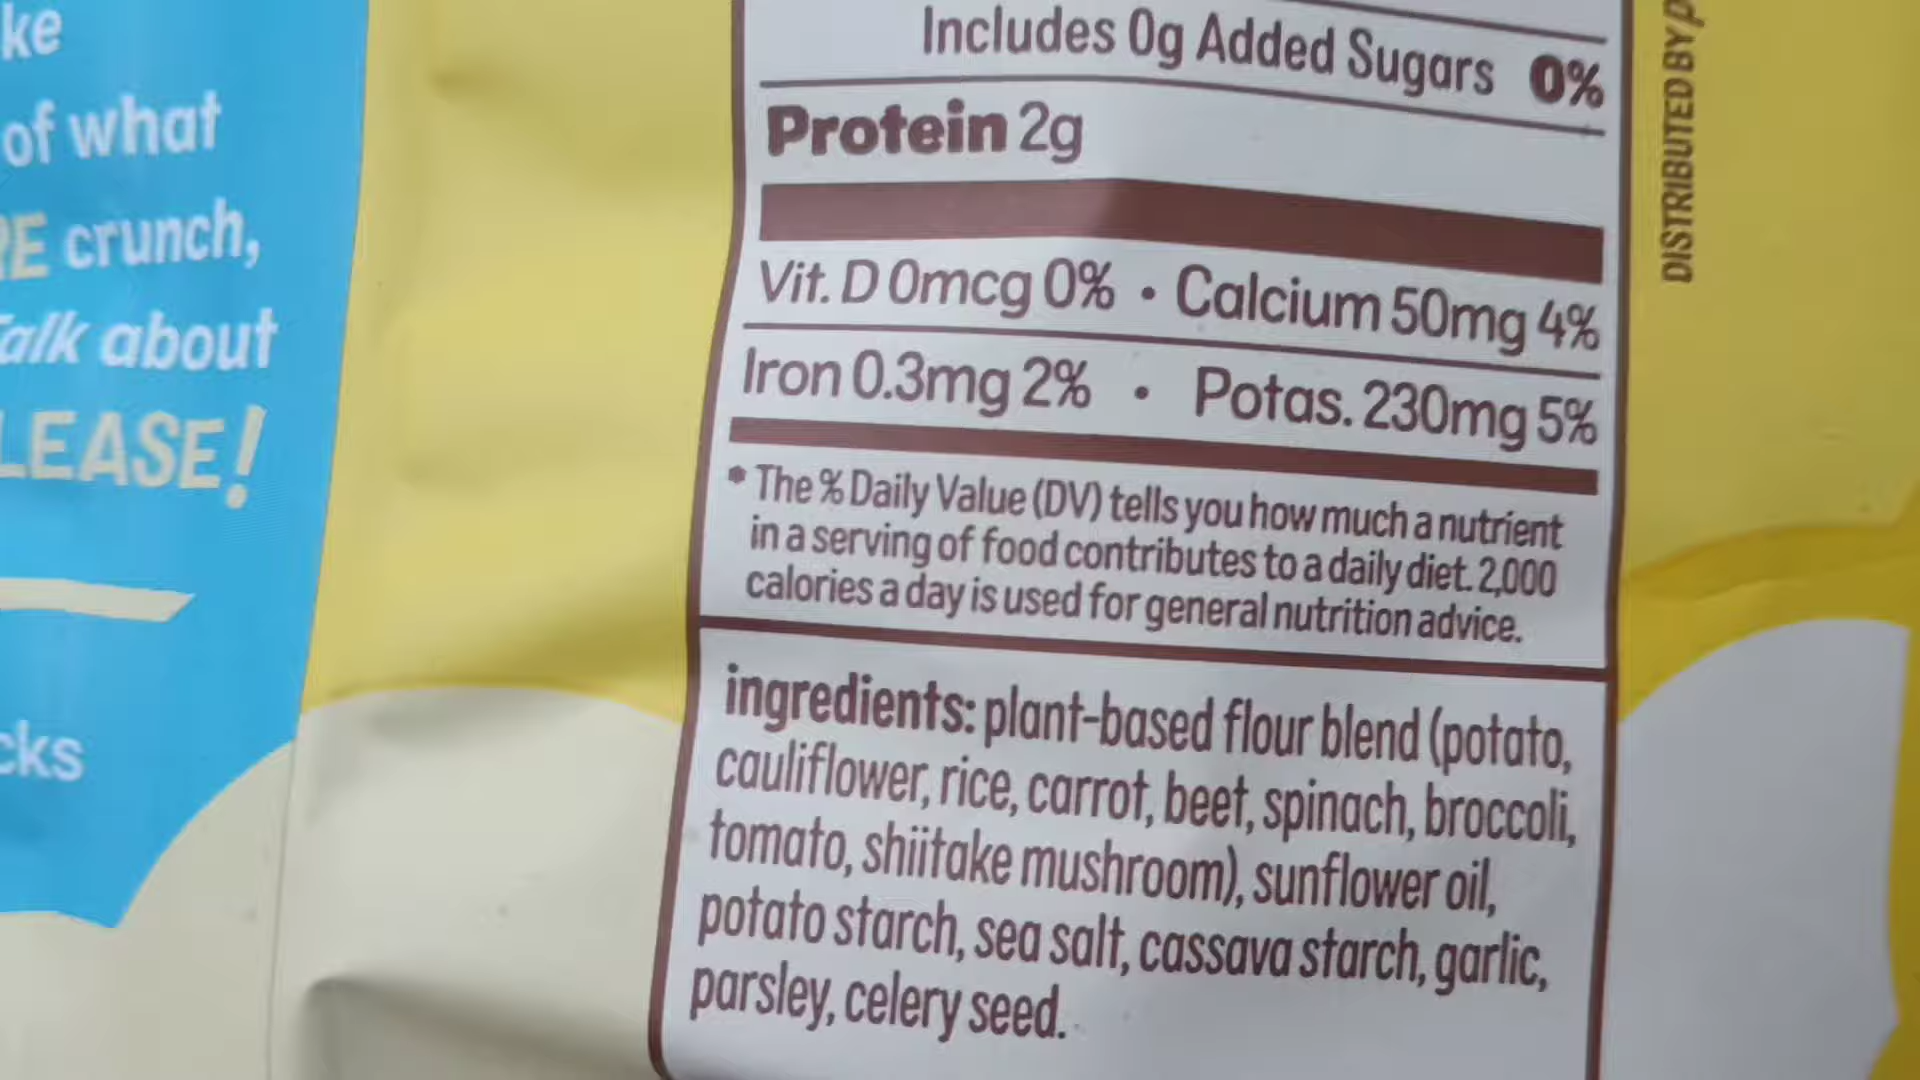 ke
of what
RE crunch,
Talk about
LEASE!
cks
Includes 0g Added Sugars 0%
Protein 2g
Vit. D 0mcg 0% • Calcium 50mg 4%
Iron 0.3mg 2% • Potas. 230mg 5%
* The % Daily Value (DV) tells you how much a nutrient
in a serving of food contributes to a daily diet. 2,000
calories a day is used for general nutrition advice.
ingredients: plant-based flour blend (potato,
cauliflower, rice, carrot, beet, spinach, broccoli,
tomato, shiitake mushroom), sunflower oil,
potato starch, sea salt, cassava starch, garlic,
parsley, celery seed.
DISTRIBUTED BY